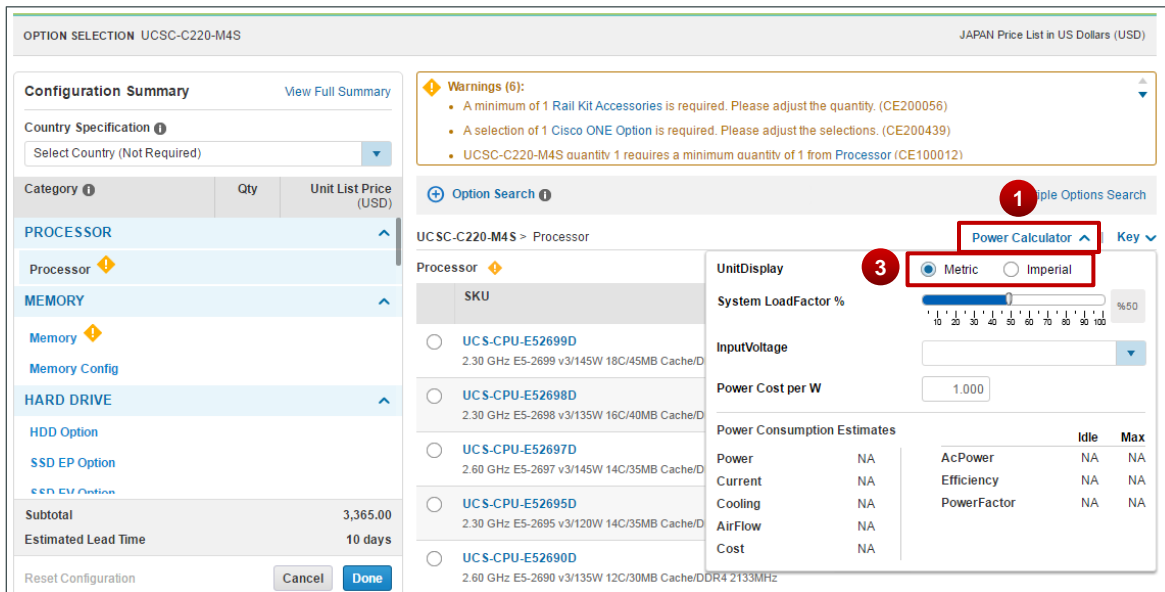 OPTION SELECTION UCSC-C220-M4S
JAPAN Price List in US Dollars (USD)
Configuration Summary
View Full Summary
Country Specification
Select Country (Not Required)
Category
Qty
Unit List Price
(USD)
PROCESSOR
Processor
MEMORY
Memory
Memory Config
HARD DRIVE
HDD Option
SSD EP Option
SSD EV Option
Subtotal
3,365.00
Estimated Lead Time
10 days
Reset Configuration
Cancel
Done
Warnings (6):
• A minimum of 1 Rail Kit Accessories is required. Please adjust the quantity. (CE200056)
• A selection of 1 Cisco ONE Option is required. Please adjust the selections. (CE200439)
• UCSC-C220-M4S quantity 1 requires a minimum quantity of 1 from Processor (CE100012)
Option Search
1
iple Options Search
UCSC-C220-M4S > Processor
Power Calculator
Key
Processor
SKU
UCS-CPU-E52699D
2.30 GHz E5-2699 v3/145W 18C/45MB Cache/D
UCS-CPU-E52698D
2.30 GHz E5-2698 v3/135W 16C/40MB Cache/D
UCS-CPU-E52697D
2.60 GHz E5-2697 v3/145W 14C/35MB Cache/D
UCS-CPU-E52695D
2.30 GHz E5-2695 v3/120W 14C/35MB Cache/D
UCS-CPU-E52690D
2.60 GHz E5-2690 v3/135W 12C/30MB Cache/DDR4 2133MHz
3
UnitDisplay
Metric
Imperial
System LoadFactor %
%50
10 20 30 40 50 60 70 80 90 100
InputVoltage
Power Cost per W
1.000
Power Consumption Estimates
Idle Max
Power NA
Current NA
Cooling NA
AirFlow NA
Cost NA
AcPower NA NA
Efficiency NA NA
PowerFactor NA NA